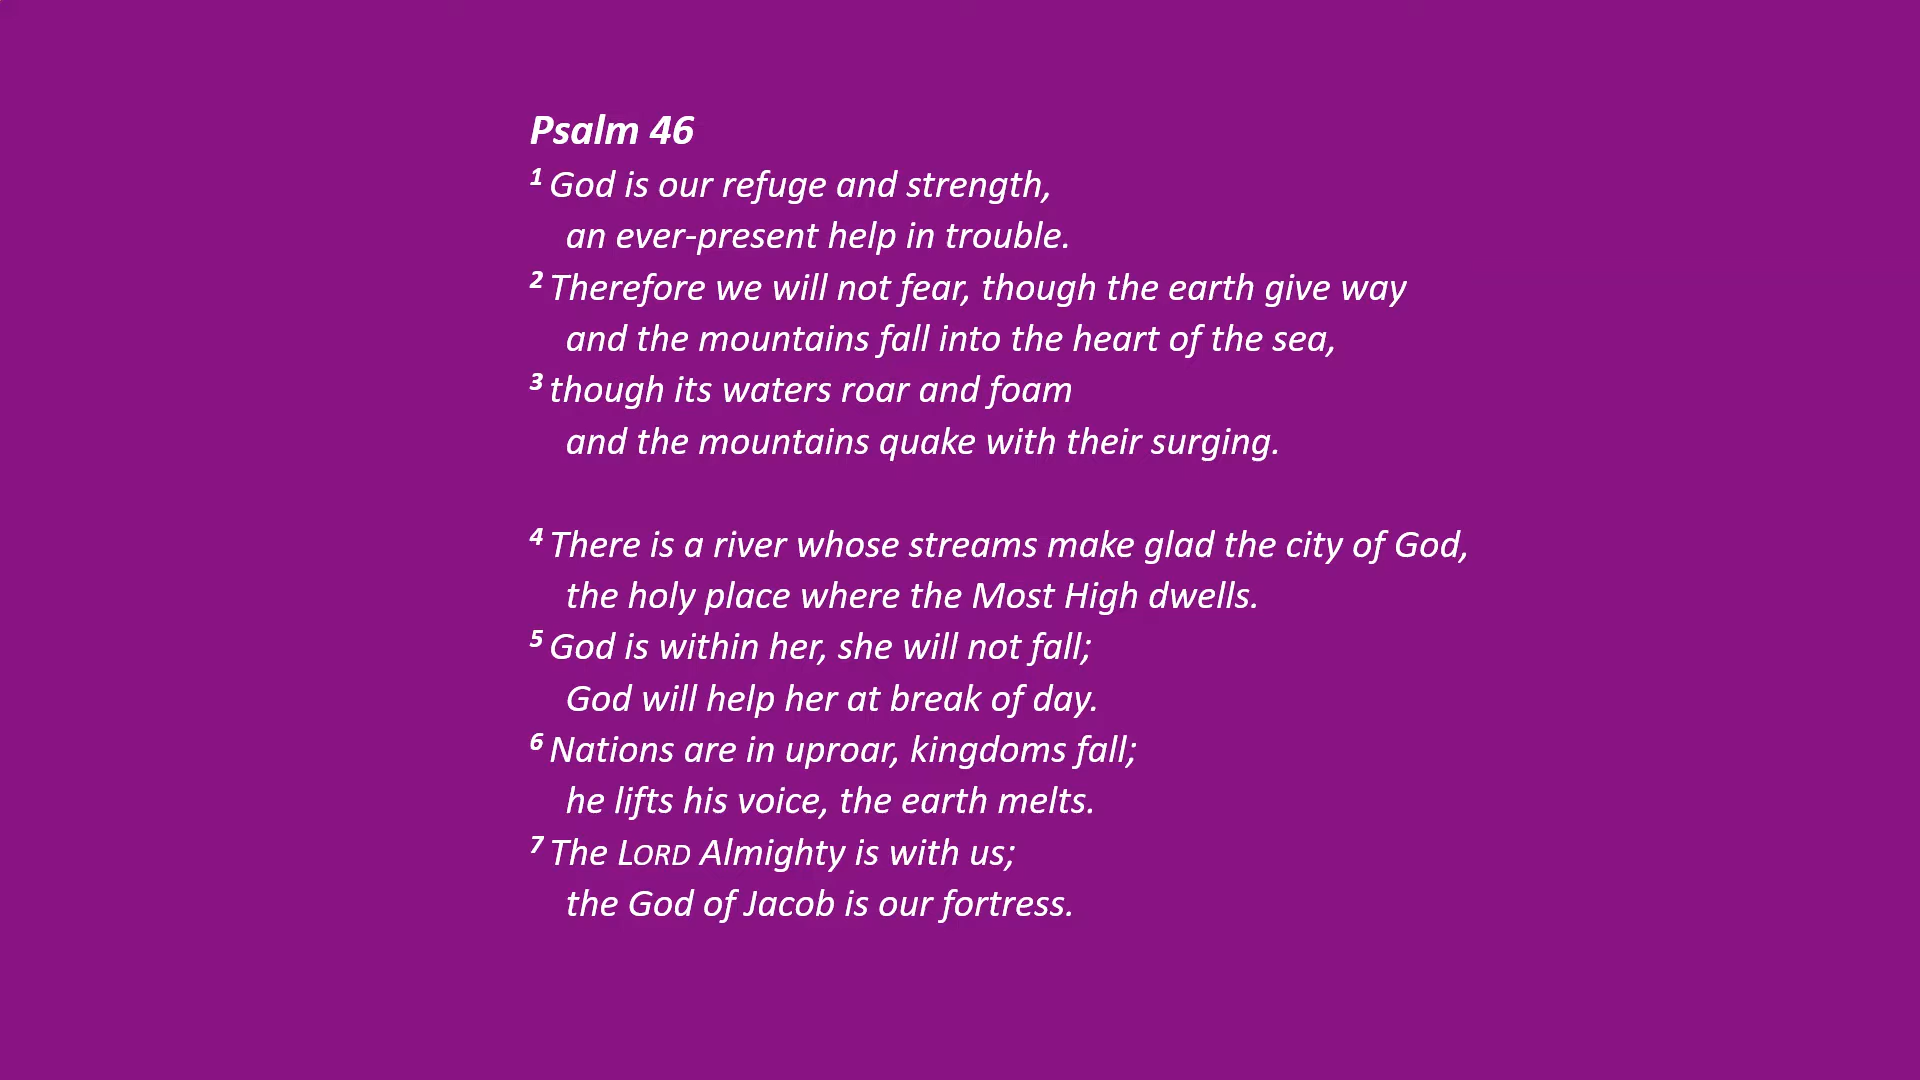 Psalm 46
1 God is our refuge and strength,
an ever-present help in trouble.
2 Therefore we will not fear, though the earth give way
and the mountains fall into the heart of the sea,
3 though its waters roar and foam
and the mountains quake with their surging.
4 There is a river whose streams make glad the city of God,
the holy place where the Most High dwells.
5 God is within her, she will not fall;
God will help her at break of day.
6 Nations are in uproar, kingdoms fall;
he lifts his voice, the earth melts.
7 The LORD Almighty is with us;
the God of Jacob is our fortress.